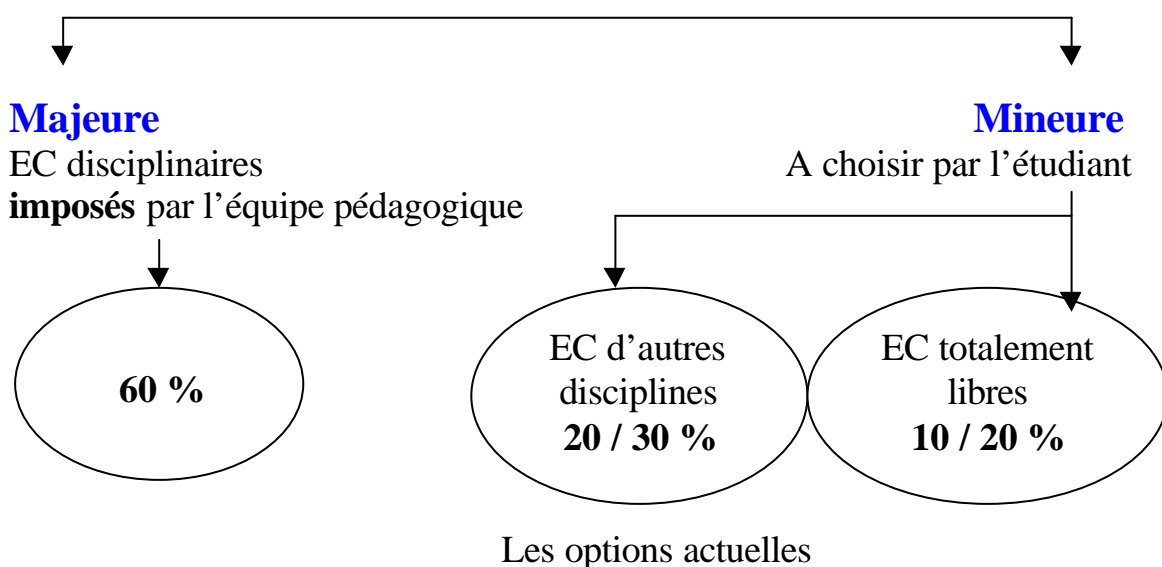 Majeure
EC disciplinaires
imposés par l’équipe pédagogique
60 %
Mineure
A choisir par l’étudiant
EC d’autres
disciplines
20 / 30 %
EC totalement
libres
10 / 20 %
Les options actuelles